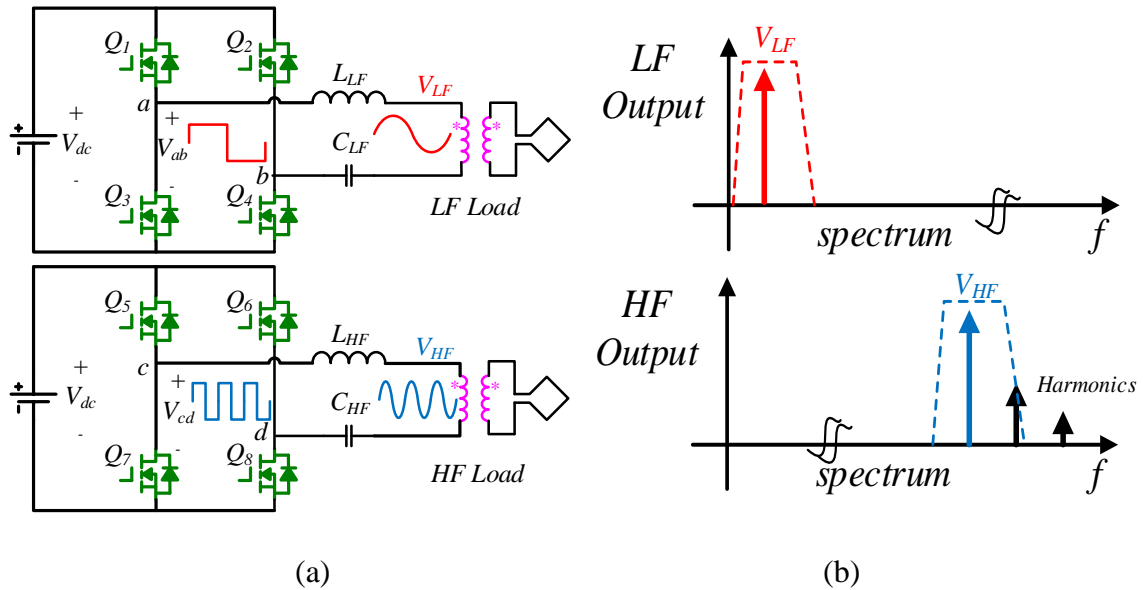 Q1
Q2
LLF
VLF
a
+
Vdc
-
+
Vab
-
CLF
*
*
b
Q3
Q4
LF Load
Q5
Q6
LHF
VHF
c
+
Vdc
-
+
Vcd
-
CHF
*
*
d
Q7
Q8
HF Load
(a)
VLF
LF
Output
spectrum
f
VHF
HF
Output
Harmonics
spectrum
f
(b)